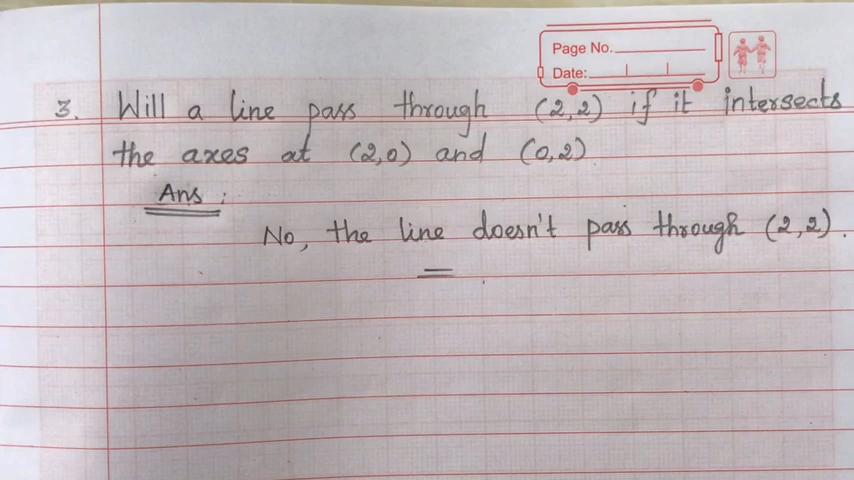 Page No.
Date:
3. Will a line pass through (2,2) if it intersects
the axes at (2,0) and (0,2)
Ans :
No, the line doesn't pass through (2,2).